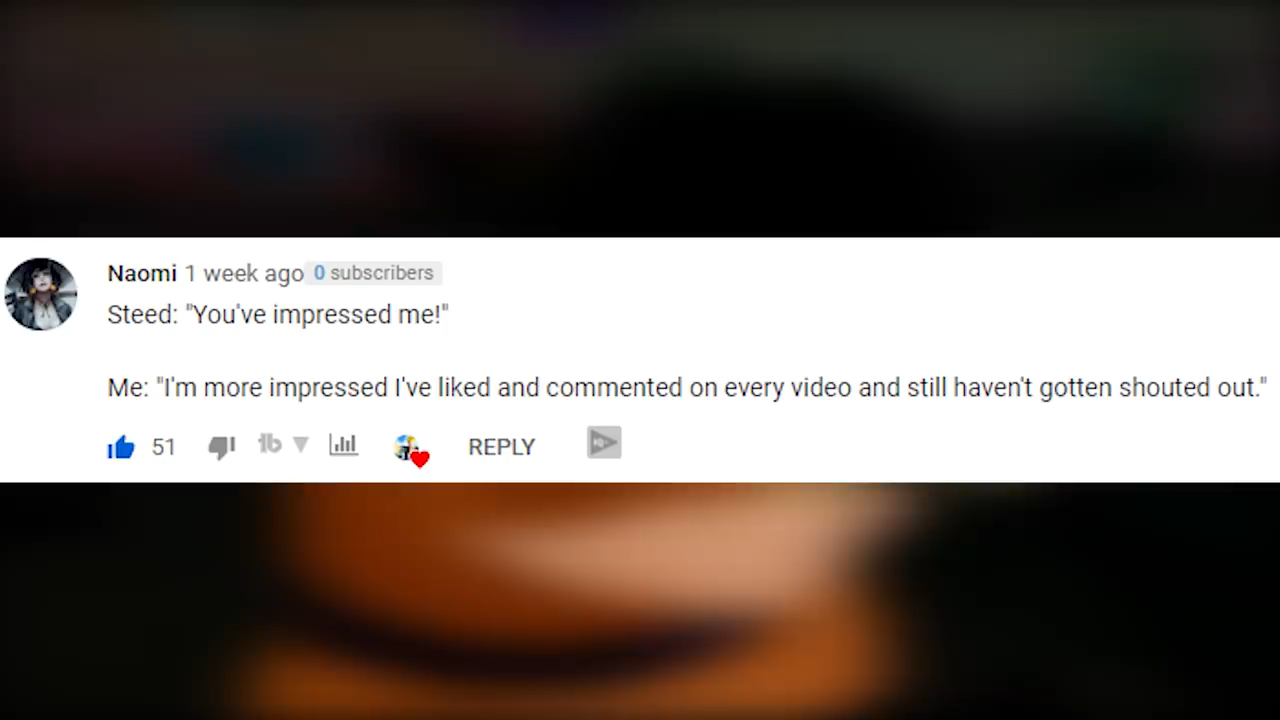 Naomi 1 week ago 0 subscribers
Steed: "You've impressed me!"
Me: "I'm more impressed I've liked and commented on every video and still haven't gotten shouted out."
51 REPLY